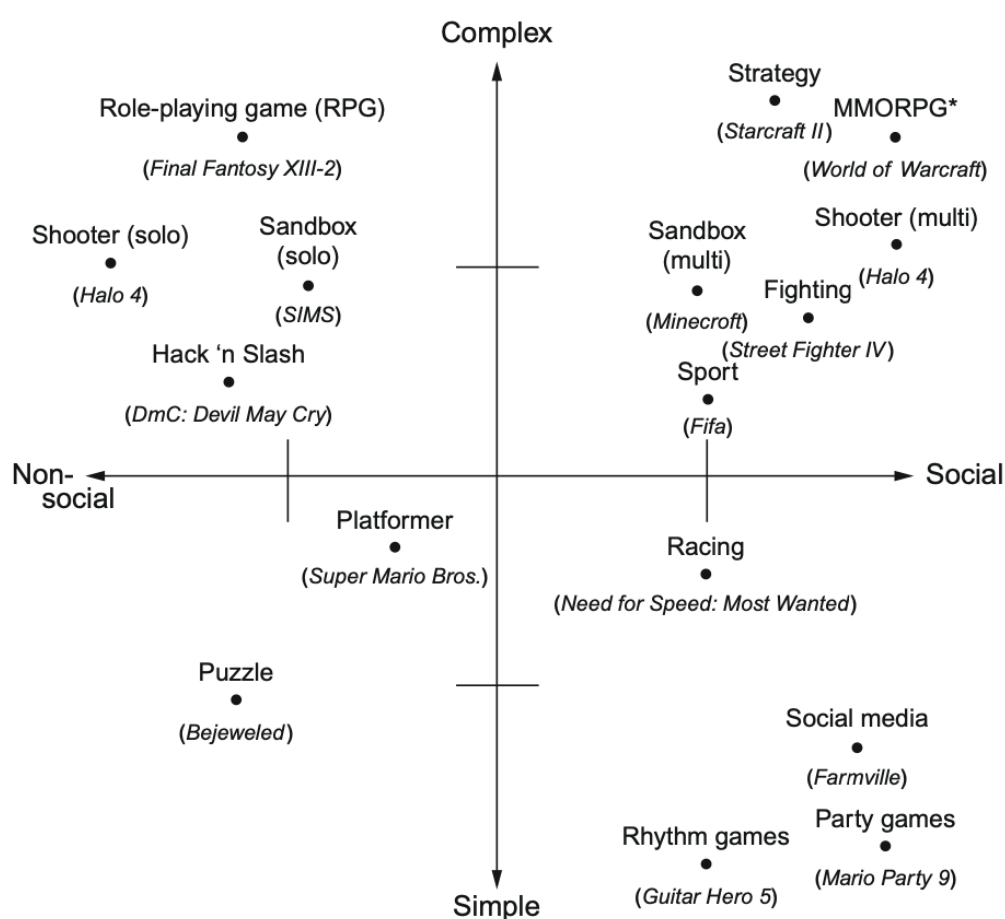 Complex
Strategy
(Starcraft II)
MMORPG*
(World of Warcraft)
Role-playing game (RPG)
(Final Fantosy XIII-2)
Shooter (solo)
(Halo 4)
Sandbox
(solo)
(SIMS)
Sandbox
(multi)
(Minecroft)
Shooter (multi)
(Halo 4)
Fighting
(Street Fighter IV)
Hack ‘n Slash
(DmC: Devil May Cry)
Sport
(Fifa)
Non-
social
Social
Platformer
(Super Mario Bros.)
Racing
(Need for Speed: Most Wanted)
Puzzle
(Bejeweled)
Social media
(Farmville)
Rhythm games
(Guitar Hero 5)
Party games
(Mario Party 9)
Simple